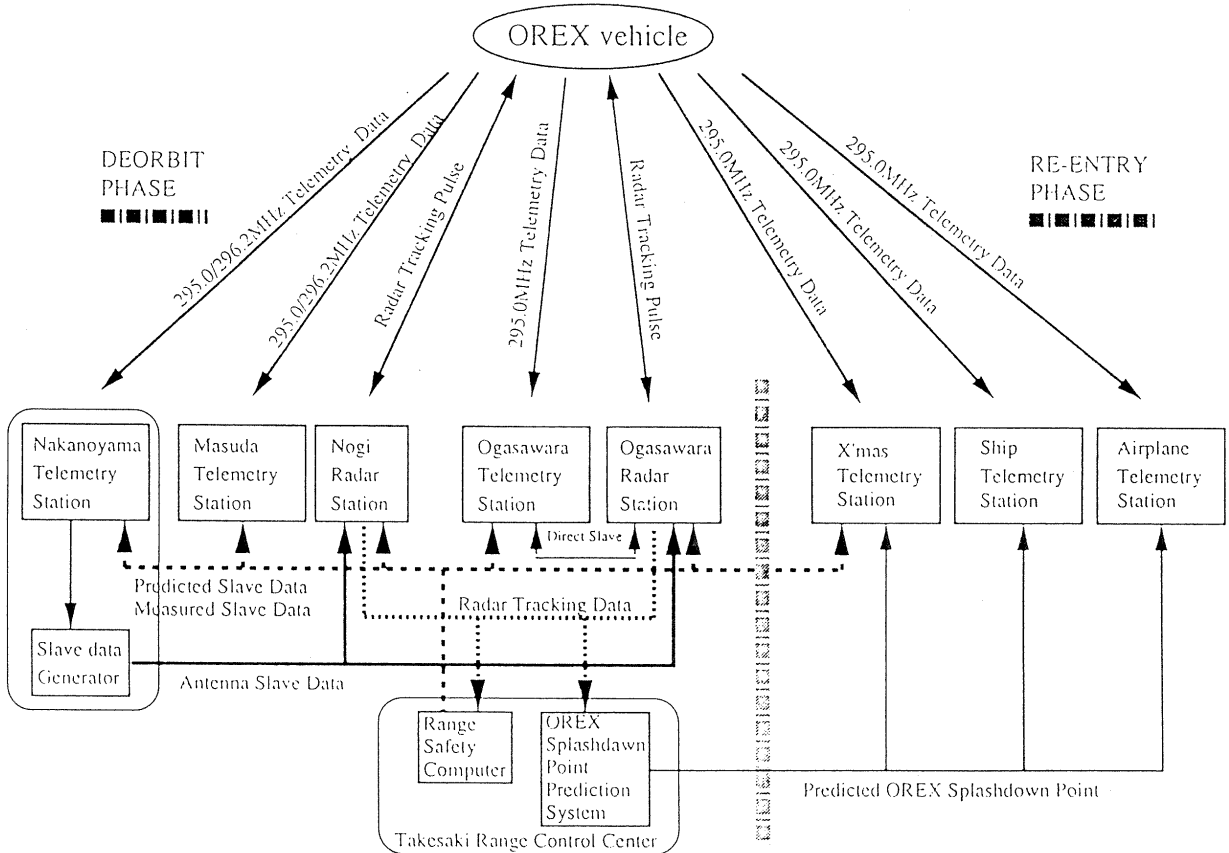 OREX vehicle
DEORBIT
PHASE
RE-ENTRY
PHASE
295.0/296.2MHz Telemetry Data
295.0/296.2MHz Telemetry Data
Radar Tracking Pulse
295.0MHz Telemetry Data
Radar Tracking Pulse
295.0MHz Telemetry Data
295.0MHz Telemetry Data
295.0MHz Telemetry Data
Nakanoyama
Telemetry
Station
Masuda
Telemetry
Station
Nogi
Radar
Station
Ogasawara
Telemetry
Station
Ogasawara
Radar
Station
X'mas
Telemetry
Station
Ship
Telemetry
Station
Airplane
Telemetry
Station
Direct Slave
Predicted Slave Data
Measured Slave Data
Radar Tracking Data
Slave data
Generator
Antenna Slave Data
Range
Safety
Computer
OREX
Splashdawn
Point
Prediction
System
Predicted OREX Splashdown Point
Takesaki Range Control Center